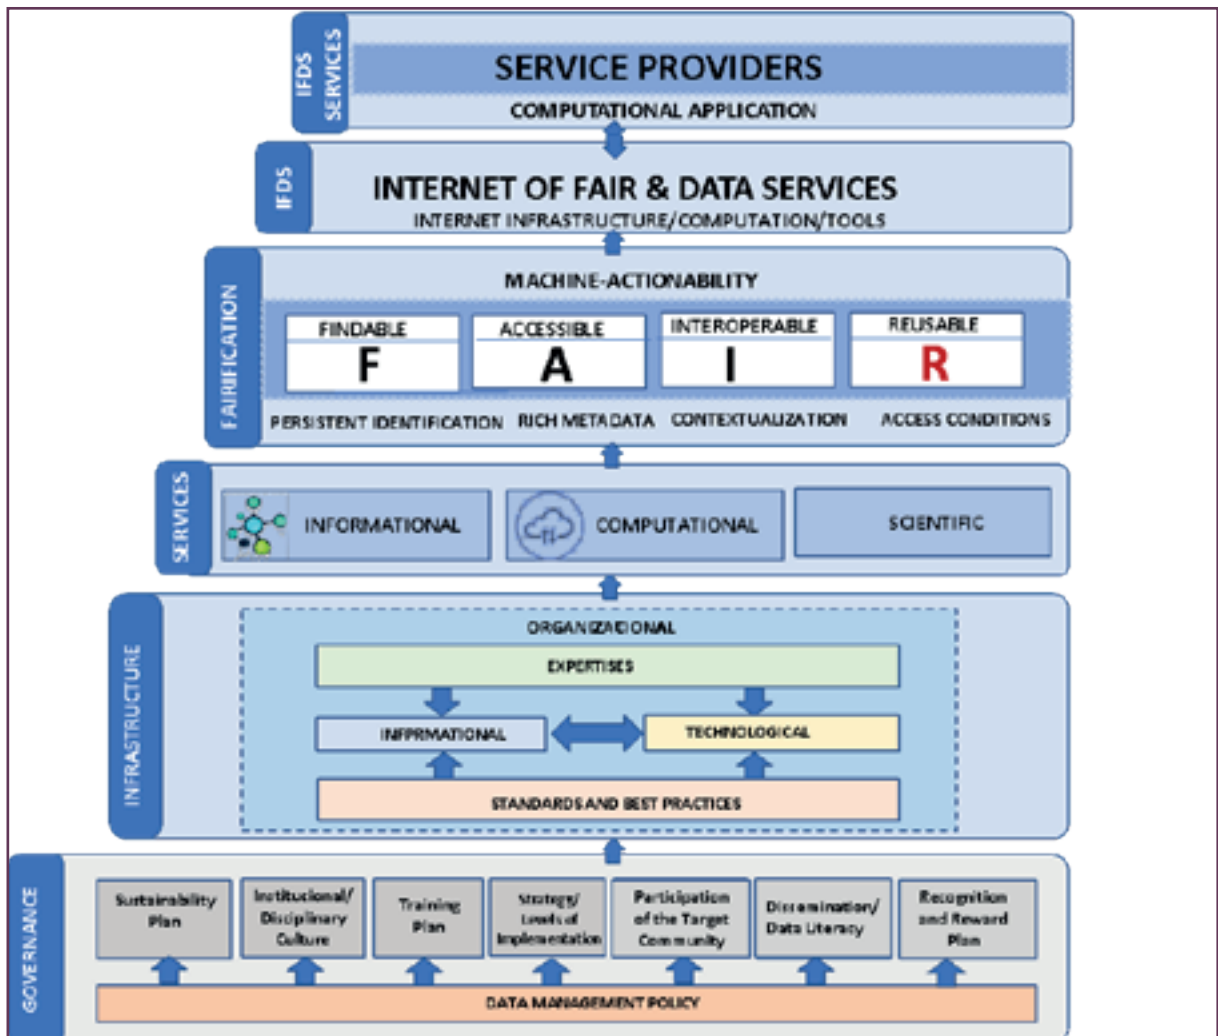 IFDS
SERVICES
SERVICE PROVIDERS
COMPUTATIONAL APPLICATION
IFDS
INTERNET OF FAIR & DATA SERVICES
INTERNET INFRASTRUCTURE/COMPUTATION/TOOLS
FAIRIFICATION
MACHINE-ACTIONABILITY
FINDABLE
F
ACCESSIBLE
A
INTEROPERABLE
I
REUSABLE
R
PERSISTENT IDENTIFICATION
RICH METADATA
CONTEXTUALIZATION
ACCESS CONDITIONS
SERVICES
INFORMATIONAL
COMPUTATIONAL
SCIENTIFIC
INFRASTRUCTURE
ORGANIZACIONAL
EXPERTISES
INFPRMATIONAL
TECHNOLOGICAL
STANDARDS AND BEST PRACTICES
GOVERNANCE
Sustainability
Plan
Institutional/
Disciplinary
Culture
Training
Plan
Strategy/
Levels of
Implementation
Participation
of the Target
Community
Dissemination/
Data Literacy
Recognition
and Reward
Plan
DATA MANAGEMENT POLICY